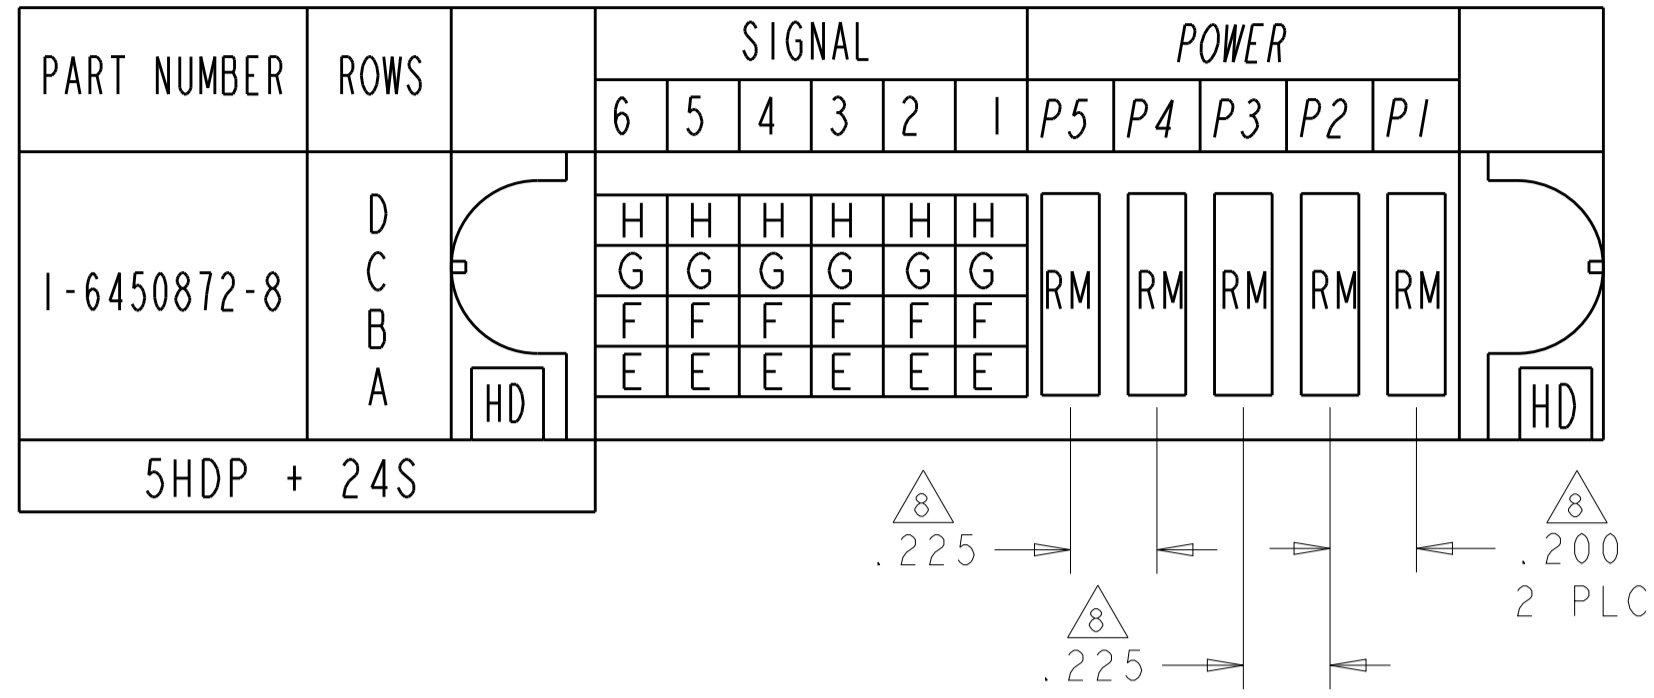 PART NUMBER ROWS SIGNAL POWER
6 5 4 3 2 1 P5 P4 P3 P2 P1
1-6450872-8
D
C
B
A
HD
H H H H H H
G G G G G G
F F F F F F
E E E E E E
RM RM RM RM RM
HD
5HDP + 24S
8
.225
8
.200
2 PLC
8
.225